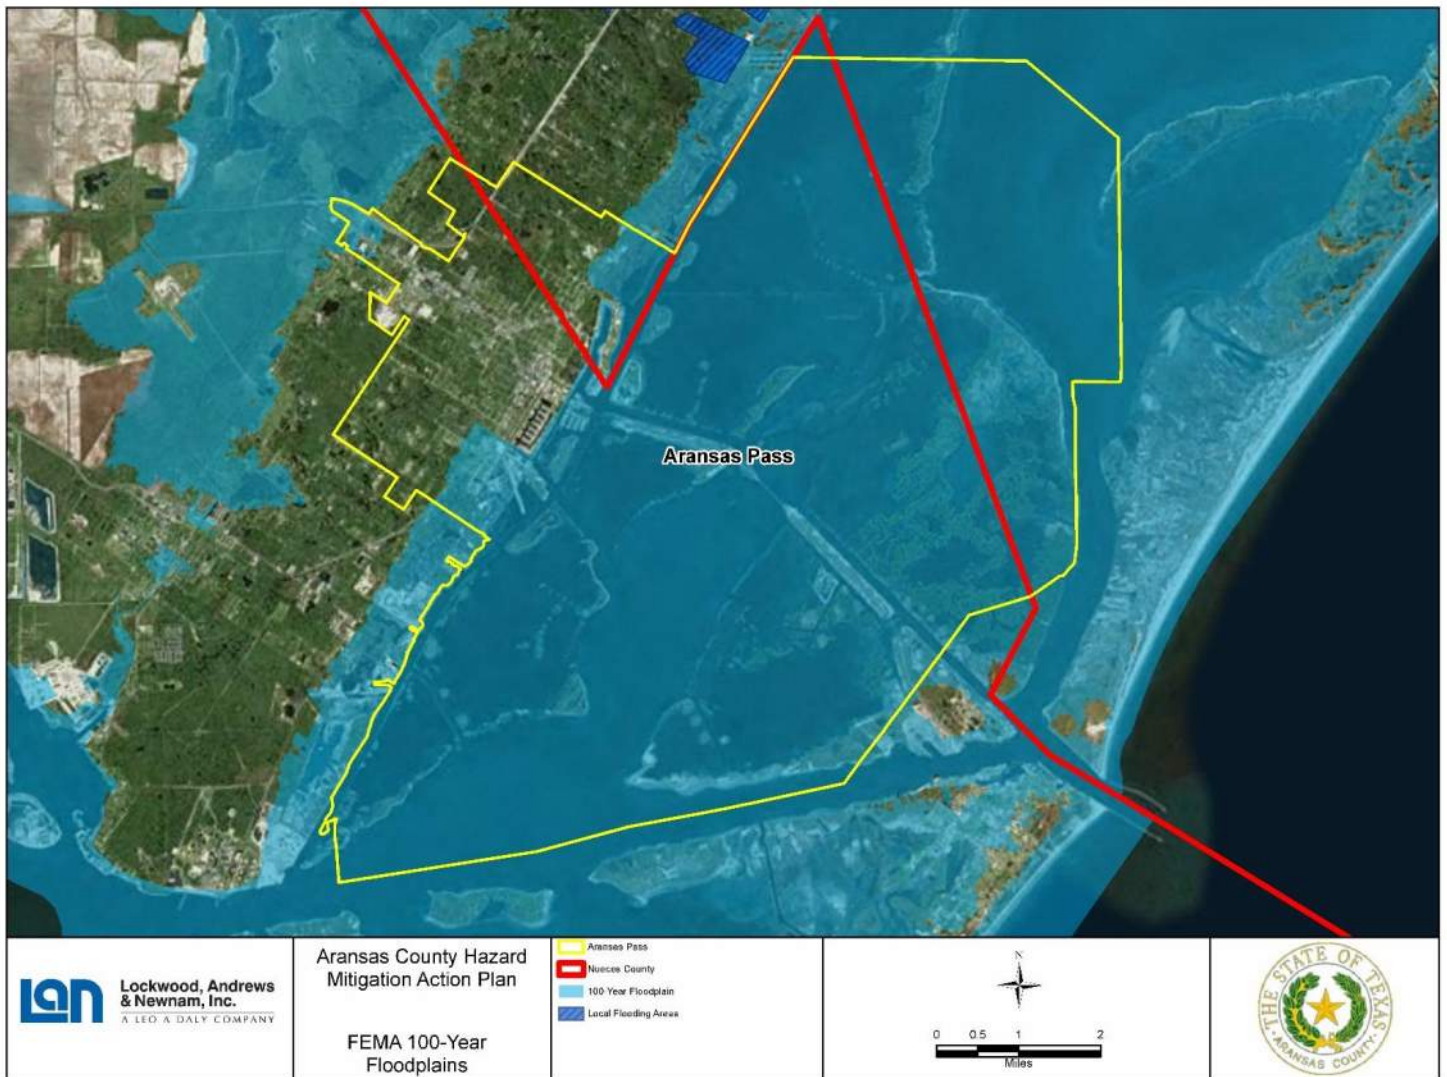 Aransas Pass
Lan
Lockwood, Andrews
& Newnam, Inc.
A LEO A DALY COMPANY
Aransas County Hazard
Mitigation Action Plan
FEMA 100-Year
Floodplains
Aransas Pass
Nueces County
100-Year Floodplain
Local Flooding Areas
N
0 0.5 1 2
Miles
THE STATE OF TEXAS
ARANSAS COUNTY